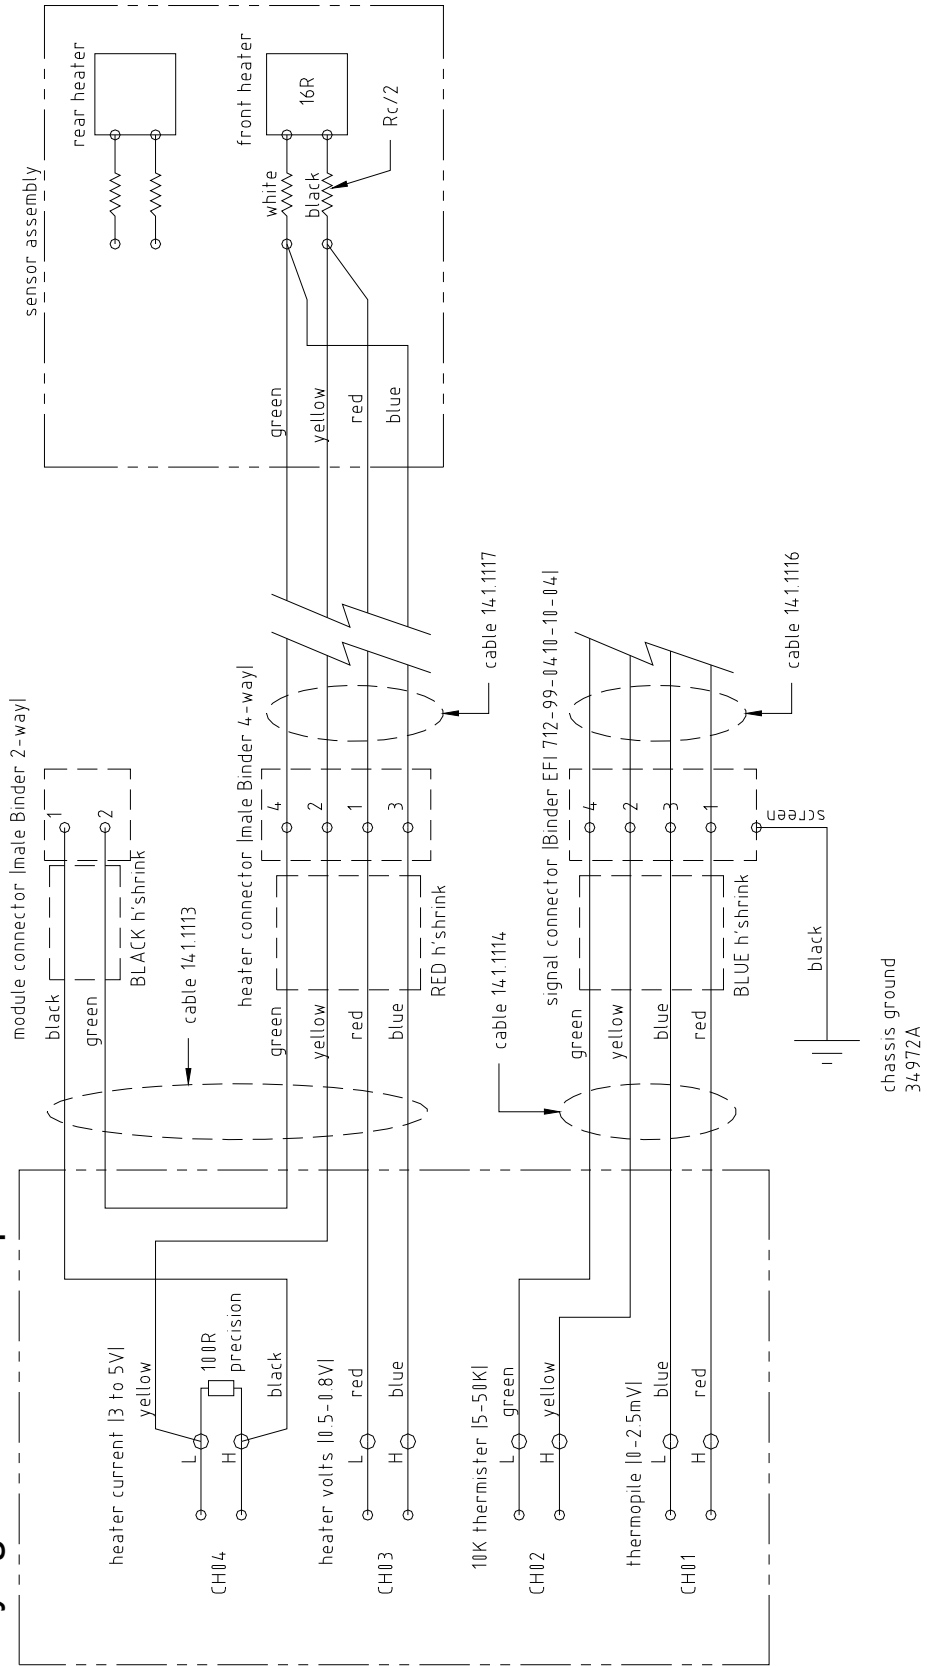 sensor assembly
rear heater
front heater
16R
white
black
Rc/2
green
yellow
red
blue
module connector |male Binder 2-way|
1
2
BLACK h'shrink
black
green
cable 141.1113
heater connector |male Binder 4-way|
4
2
1
3
RED h'shrink
green
yellow
red
blue
cable 141.1117
signal connector |Binder EFI 712-99-0410-10-04|
4
2
3
1
screen
BLUE h'shrink
green
yellow
blue
red
black
cable 141.1114
cable 141.1116
chassis ground
34972A
heater current |3 to 5V|
yellow
100R
precision
black
L
H
CH04
heater volts |0.5-0.8V|
red
blue
L
H
CH03
10K thermister |5-50K|
green
yellow
L
H
CH02
thermopile |0-2.5mV|
blue
red
L
H
CH01